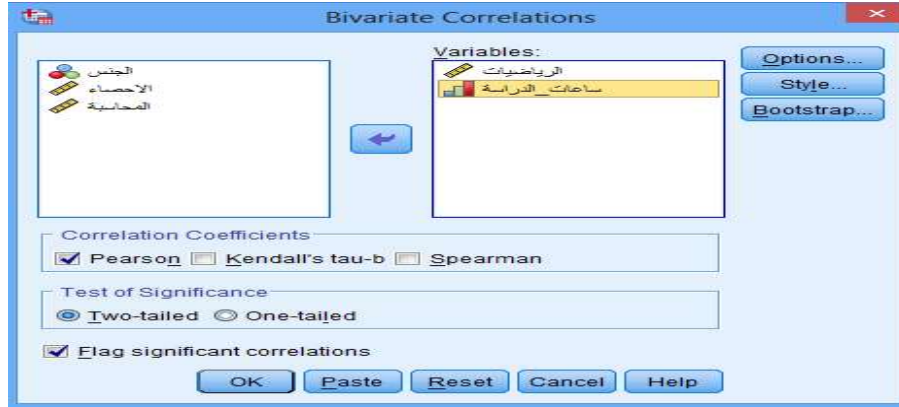 Bivariate Correlations
الجنس
الاحصاء
المحاسبة
Variables:
الرياضيات
ساعات_الدراسة
Options...
Style...
Bootstrap...
Correlation Coefficients
Pearson Kendall's tau-b Spearman
Test of Significance
Two-tailed One-tailed
Flag significant correlations
OK Paste Reset Cancel Help